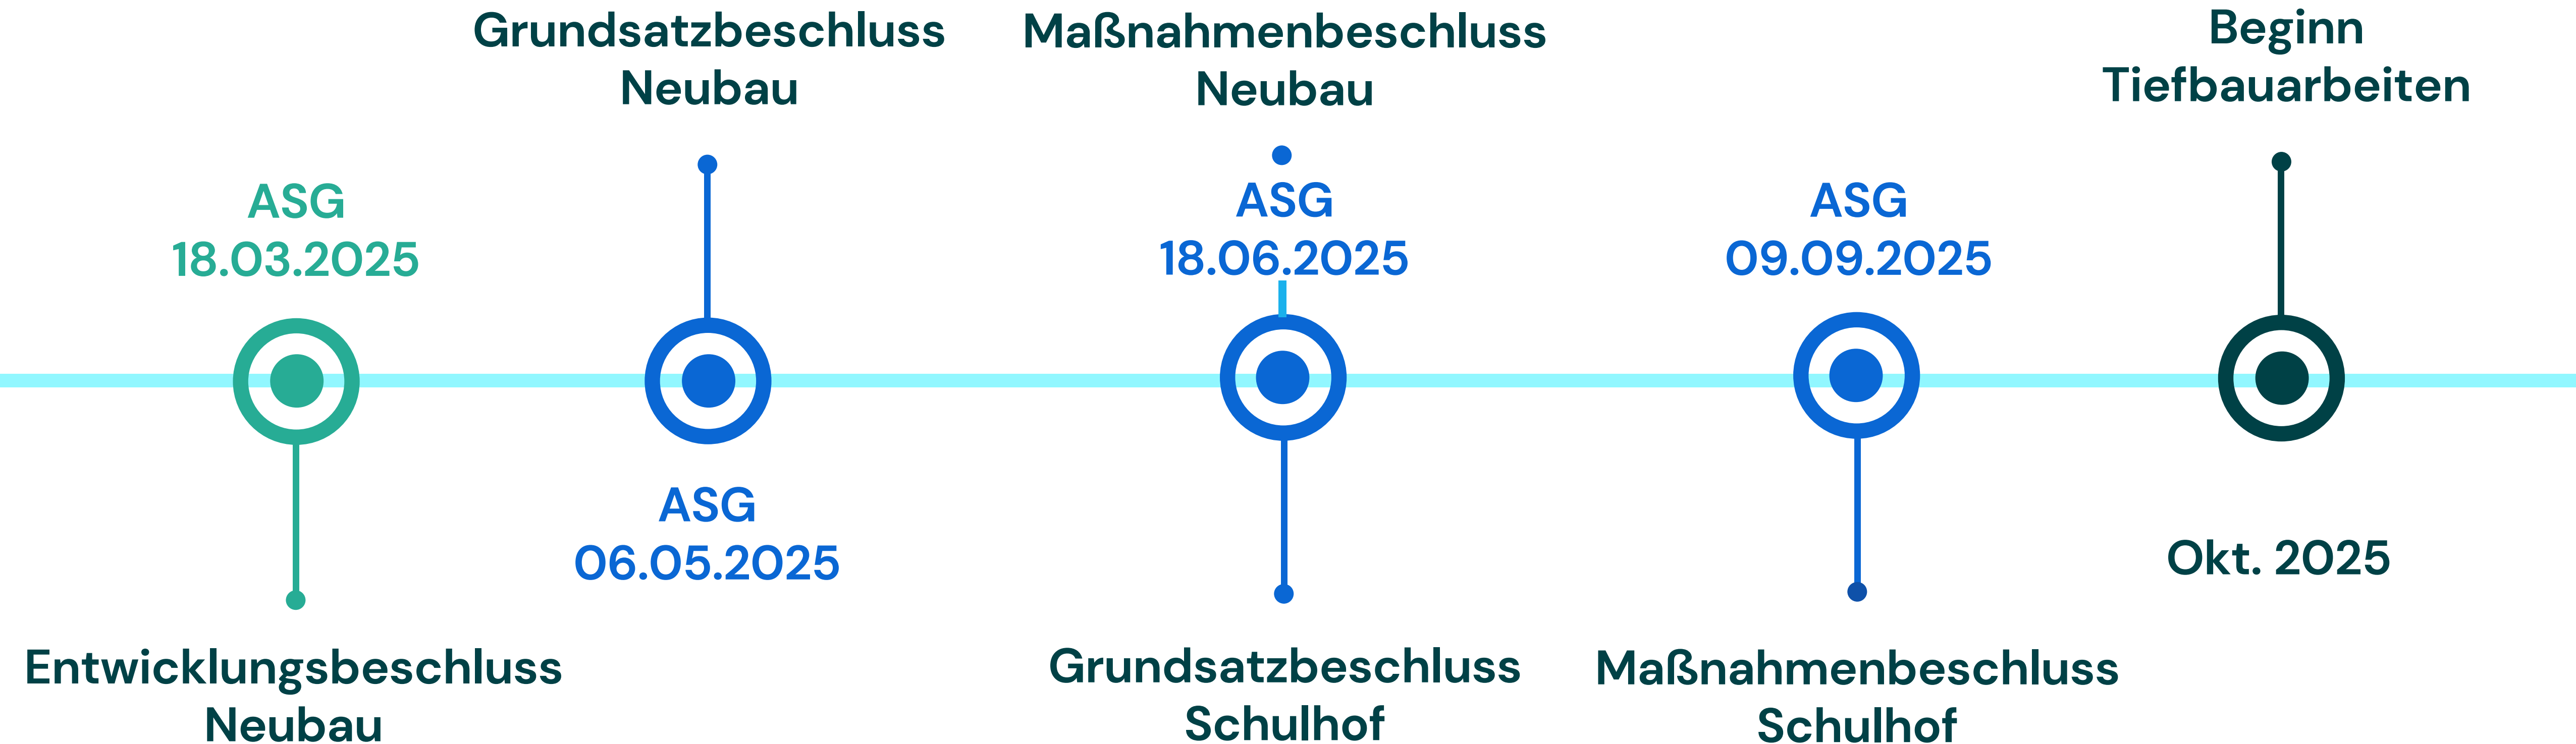 ASG
18.03.2025
Entwicklungsbeschluss
Neubau
Grundsatzbeschluss
Neubau
ASG
06.05.2025
Maßnahmenbeschluss
Neubau
ASG
18.06.2025
Grundsatzbeschluss
Schulhof
ASG
09.09.2025
Maßnahmenbeschluss
Schulhof
Beginn
Tiefbauarbeiten
Okt. 2025